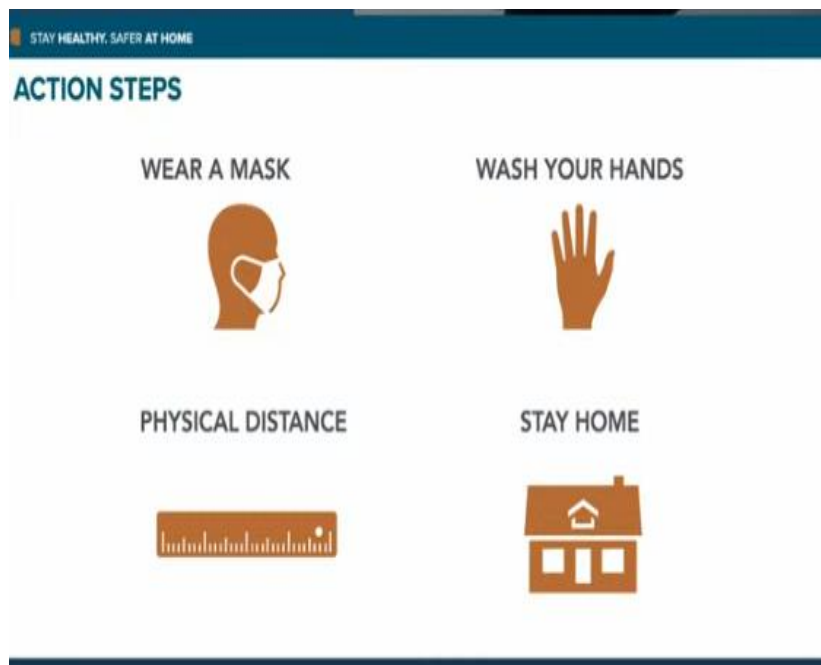 STAY HEALTHY. SAFER AT HOME
ACTION STEPS
WEAR A MASK
WASH YOUR HANDS
PHYSICAL DISTANCE
STAY HOME